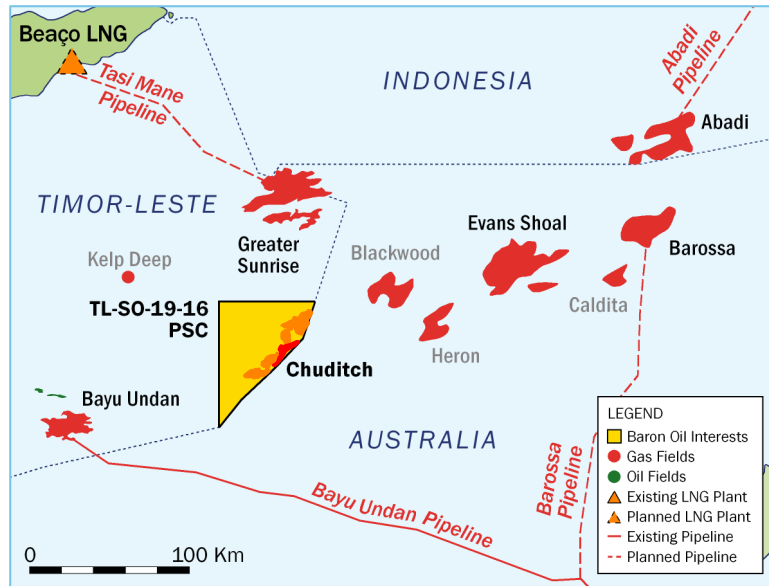 Beaço LNG
Tasi Mane
Pipeline
INDONESIA
Abadi
Pipeline
Abadi
TIMOR-LESTE
Greater
Sunrise
Evans Shoal
Blackwood
Barossa
Kelp Deep
Caldita
TL-SO-19-16
PSC
Heron
Chuditch
Bayu Undan
AUSTRALIA
Barossa
Pipeline
Bayu Undan Pipeline
LEGEND
Baron Oil Interests
Gas Fields
Oil Fields
Existing LNG Plant
Planned LNG Plant
Existing Pipeline
Planned Pipeline
0 100 Km